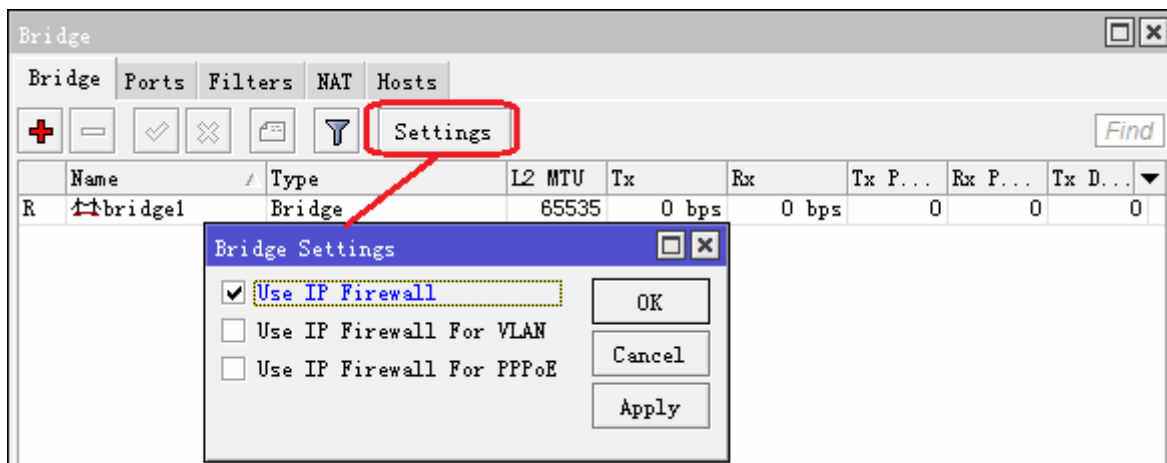 Bridge
Bridge Ports Filters NAT Hosts
Settings Find
Name Type L2 MTU Tx Rx Tx P... Rx P... Tx D...
R bridge1 Bridge 65535 0 bps 0 bps 0 0 0
Bridge Settings
Use IP Firewall OK
Use IP Firewall For VLAN
Cancel
Use IP Firewall For PPPoE
Apply